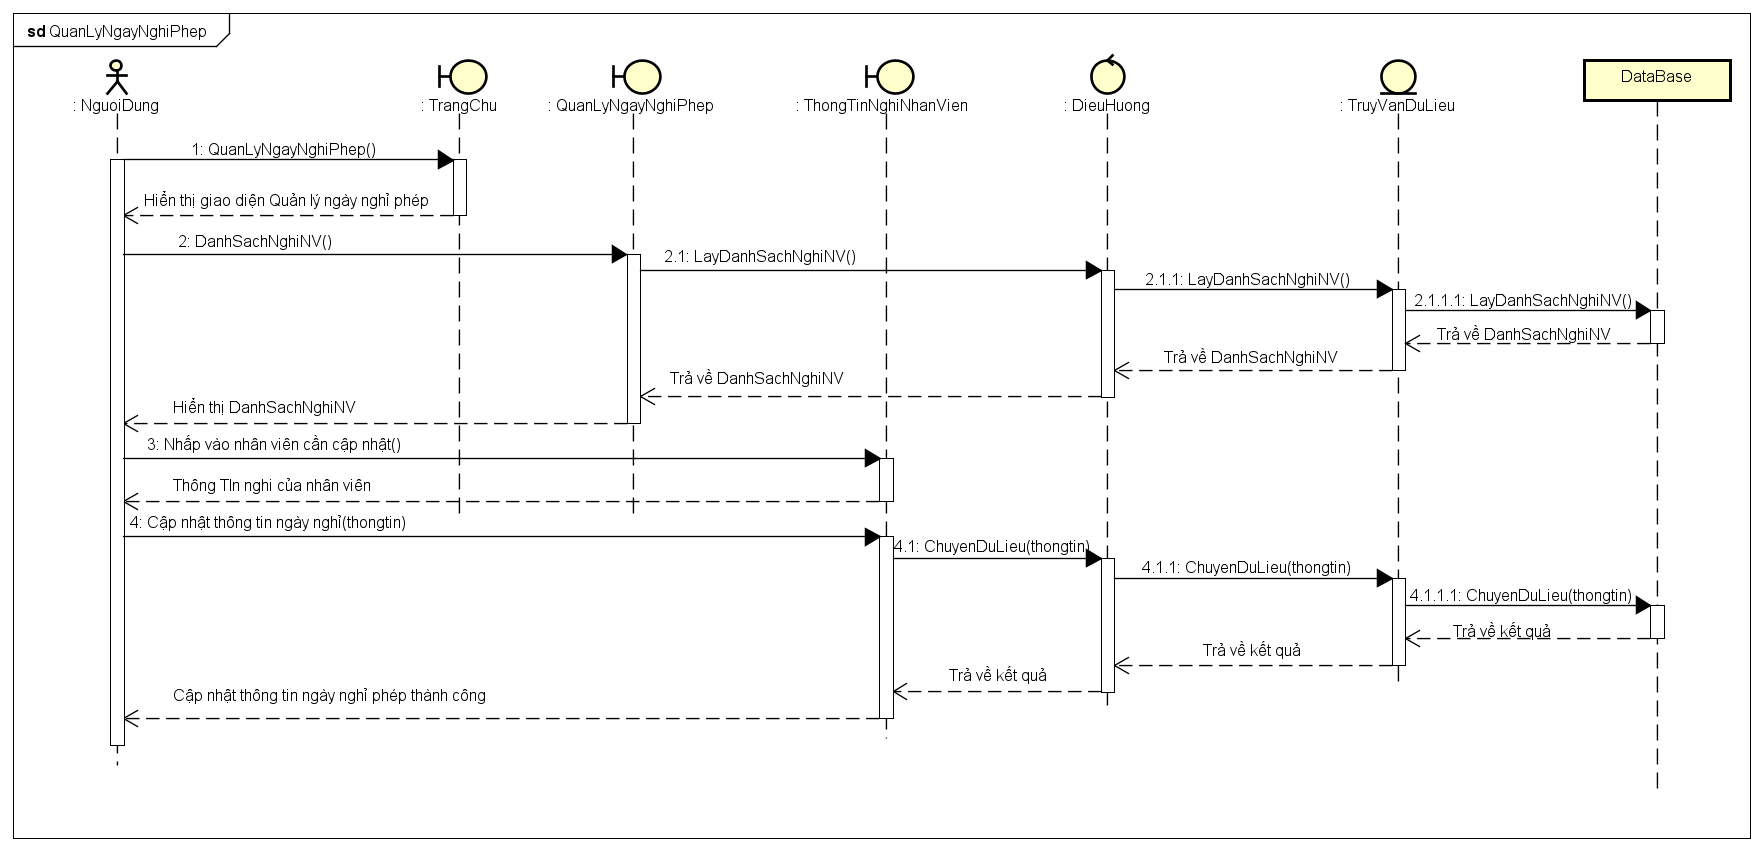 sd QuanLyNgayNghiPhep
: NguoiDung
: TrangChu
: QuanLyNgayNghiPhep
: ThongTinNghiNhanVien
: DieuHuong
: TruyVanDuLieu
DataBase
1: QuanLyNgayNghiPhep()
Hiển thị giao diện Quản lý ngày nghỉ phép
2: DanhSachNghiNV()
2.1: LayDanhSachNghiNV()
2.1.1: LayDanhSachNghiNV()
2.1.1.1: LayDanhSachNghiNV()
Trả về DanhSachNghiNV
Trả về DanhSachNghiNV
Trả về DanhSachNghiNV
Hiển thị DanhSachNghiNV
3: Nhấp vào nhân viên cần cập nhật()
Thông TIn nghi của nhân viên
4: Cập nhật thông tin ngày nghỉ(thongtin)
4.1: ChuyenDuLieu(thongtin)
4.1.1: ChuyenDuLieu(thongtin)
4.1.1.1: ChuyenDuLieu(thongtin)
Trả về kết quả
Trả về kết quả
Trả về kết quả
Cập nhật thông tin ngày nghỉ phép thành công